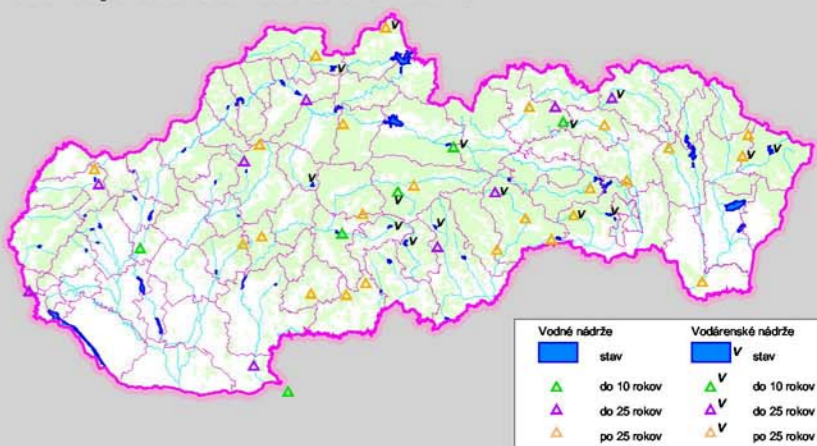 Vodné nádrže
Vodárenské nádrže
stav
V stav
do 10 rokov
V do 10 rokov
do 25 rokov
V do 25 rokov
po 25 rokov
V po 25 rokov
V
V
V
V
V
V
V
V
V
V
V
V
V
V